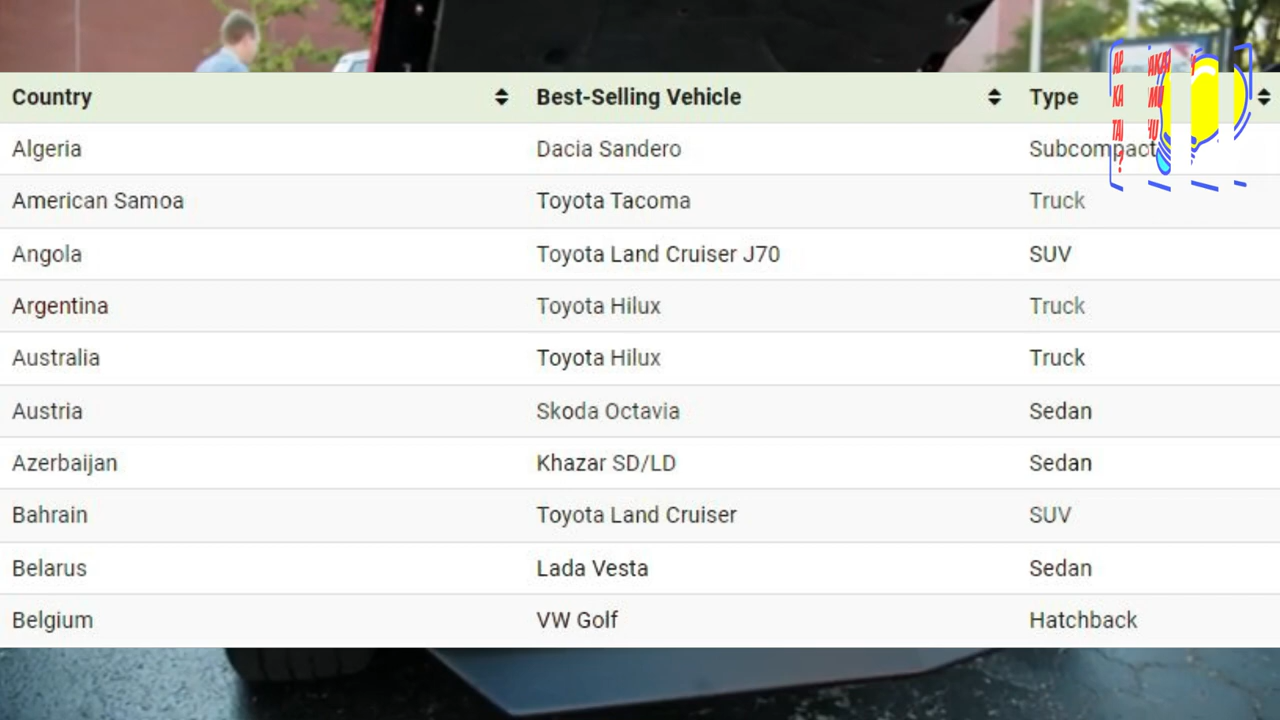 Country Best-Selling Vehicle Type
Algeria Dacia Sandero Subcompact
American Samoa Toyota Tacoma Truck
Angola Toyota Land Cruiser J70 SUV
Argentina Toyota Hilux Truck
Australia Toyota Hilux Truck
Austria Skoda Octavia Sedan
Azerbaijan Khazar SD/LD Sedan
Bahrain Toyota Land Cruiser SUV
Belarus Lada Vesta Sedan
Belgium VW Golf Hatchback